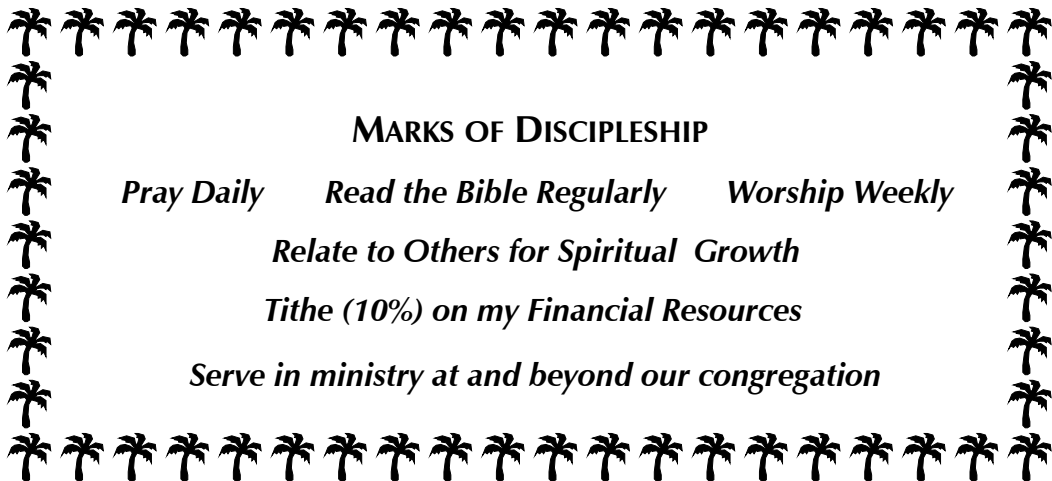 Marks of Discipleship
Pray Daily Read the Bible Regularly Worship Weekly
Relate to Others for Spiritual Growth
Tithe (10%) on my Financial Resources
Serve in ministry at and beyond our congregation